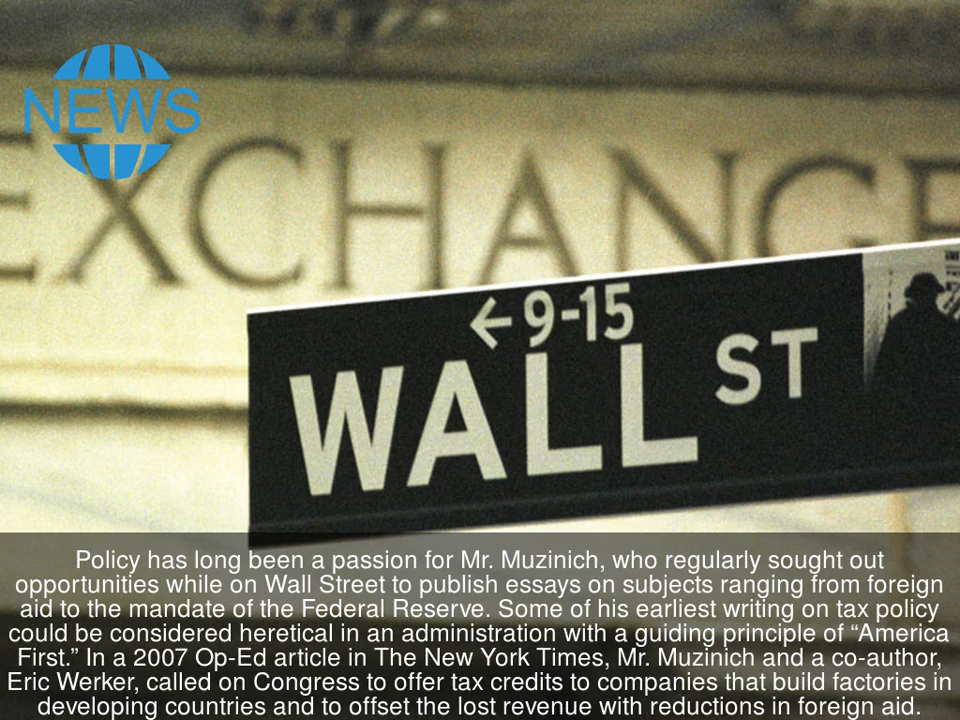 NEWS
EXCHANGE
←9-15
WALL ST
Policy has long been a passion for Mr. Muzinich, who regularly sought out
opportunities while on Wall Street to publish essays on subjects ranging from foreign
aid to the mandate of the Federal Reserve. Some of his earliest writing on tax policy
could be considered heretical in an administration with a guiding principle of “America
First.” In a 2007 Op-Ed article in The New York Times, Mr. Muzinich and a co-author,
Eric Werker, called on Congress to offer tax credits to companies that build factories in
developing countries and to offset the lost revenue with reductions in foreign aid.